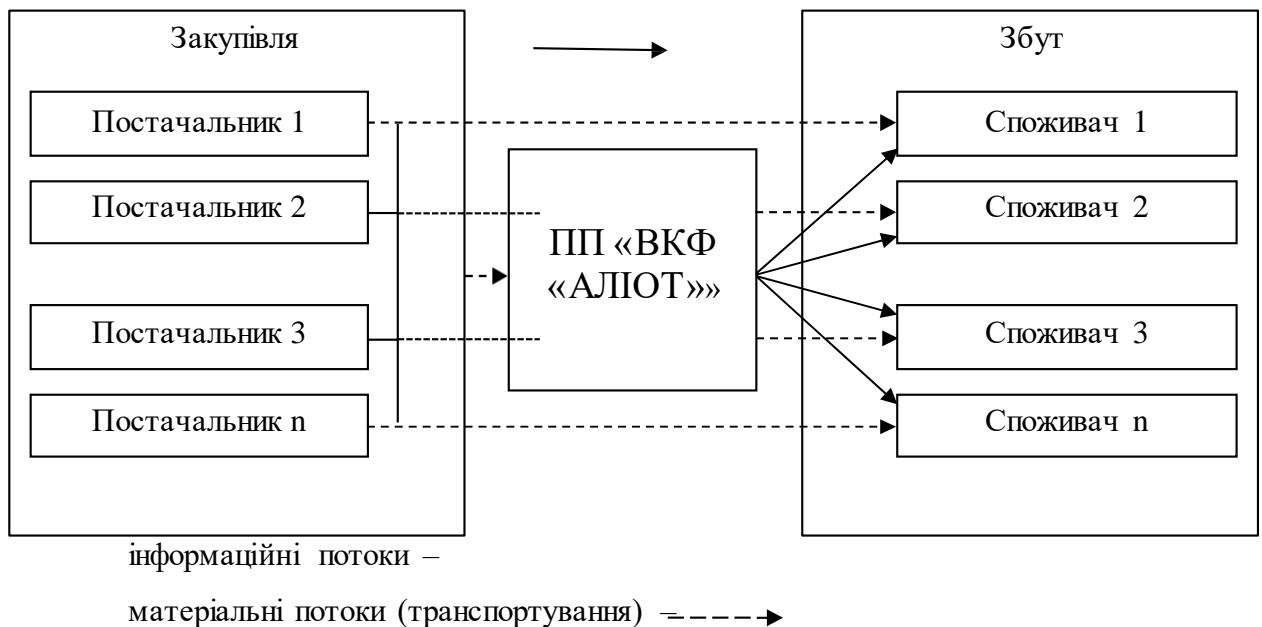 Закупівля
Збут
Постачальник 1
Споживач 1
Постачальник 2
Споживач 2
ПП «ВКФ
«АЛІОТ»»
Постачальник 3
Споживач 3
Постачальник n
Споживач n
інформаційні потоки –
матеріальні потоки (транспортування) –